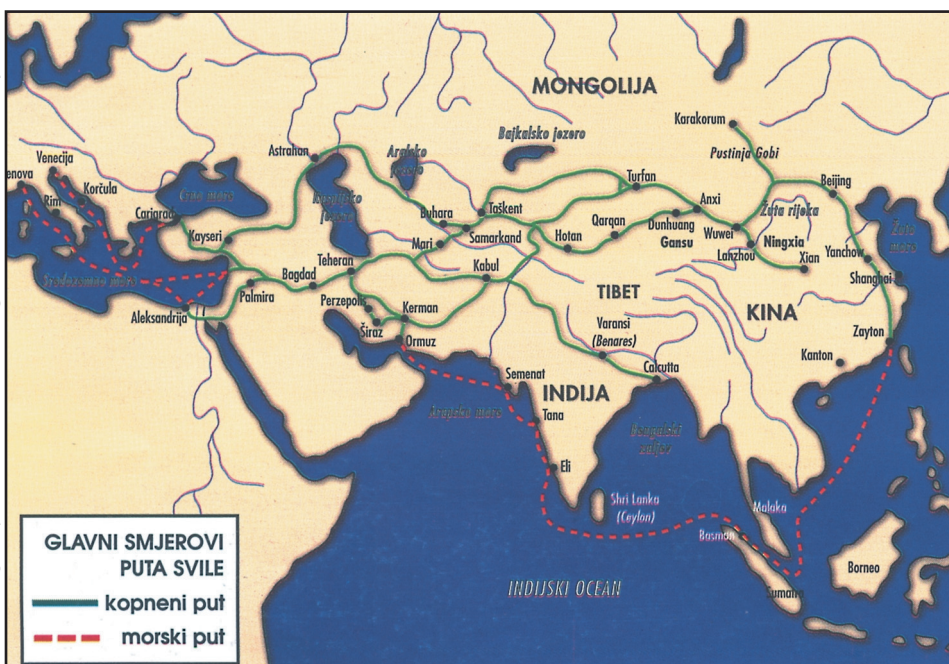 MONGOLIJA
Karakorum
Pustinja Gobi
Bajkalsko jezero
Astrahan
Aralsko
jezero
Venecija
enova
Rim
Korčula
Crno more
Carigrad
Kaspijsko
jezero
Turfan
Anxi
Beijing
Buhara
Taškent
Qarqan
Dunhuang
Gansu
Wuwei
Žuta rijeka
Žuto
more
Kayseri
Mari
Samarkand
Hotan
Lanzhou
Ningxia
Xian
Yanchow
Teheran
Kabul
Shanghai
Sredozemno more
Palmira
Bagdad
TIBET
KINA
Aleksandrija
Perzepolis
Kerman
Širaz
Ormuz
Varansi
(Benares)
Zayton
Kanton
Calcutta
Semenat
INDIJA
Arapsko more
Tana
Bengalski
zaljev
Eli
Shri Lanka
(Ceylon)
Malaka
Basman
Borneo
Sumatra
INDIJSKI OCEAN
GLAVNI SMJEROVI
PUTA SVILE
kopneni put
morski put